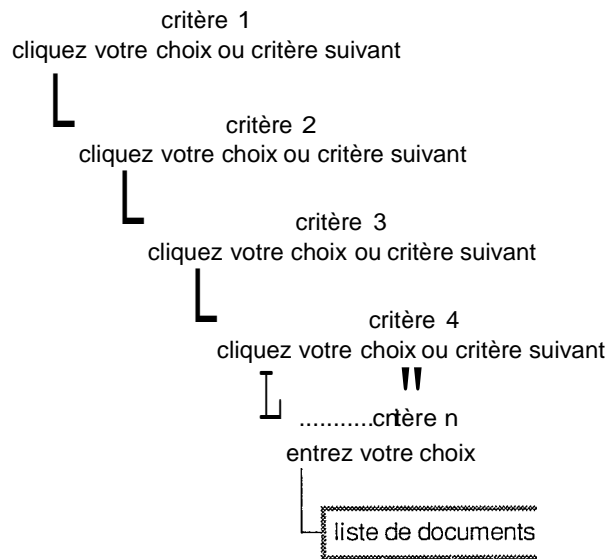 critère 1
cliquez votre choix ou critère suivant
critère 2
cliquez votre choix ou critère suivant
critère 3
cliquez votre choix ou critère suivant
critère 4
cliquez votre choix ou critère suivant
...........critère n
entrez votre choix
liste de documents